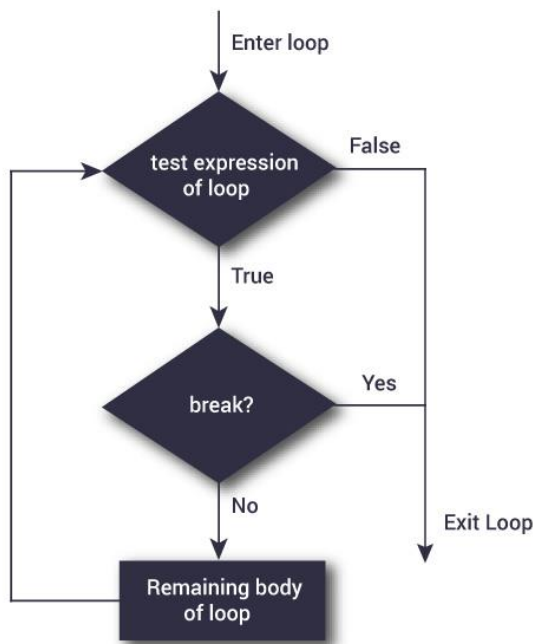 Enter loop
test expression
of loop
False
True
break?
Yes
No
Exit Loop
Remaining body
of loop